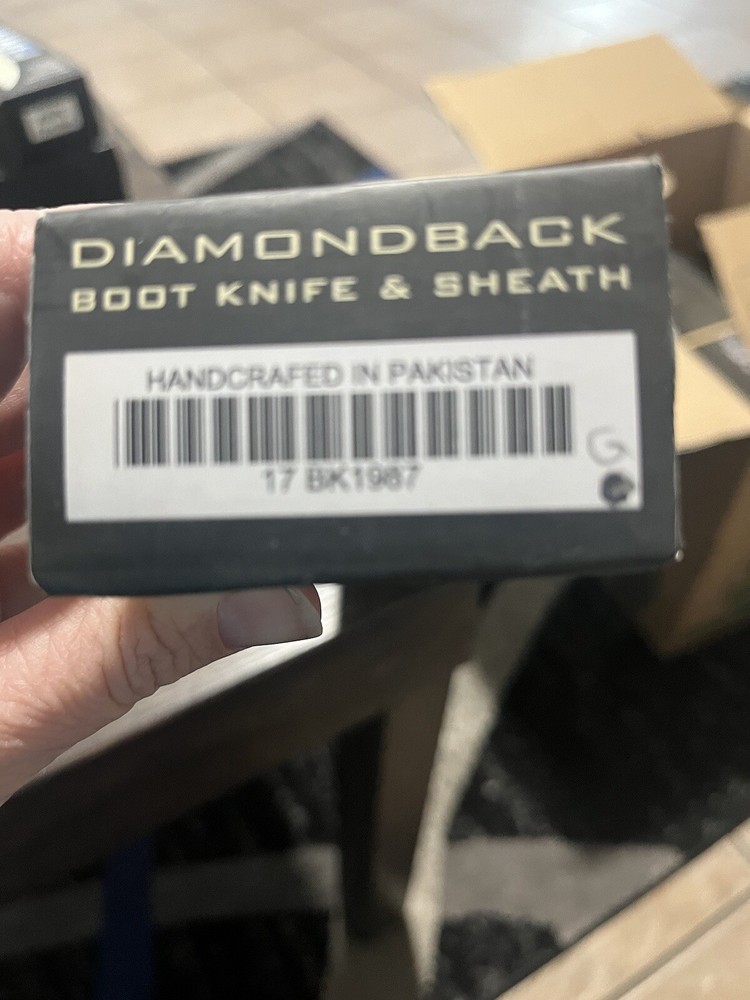 DIAMONDBACK
BOOT KNIFE & SHEATH
HANDCRAFED IN PAKISTAN
17 BK1987
G